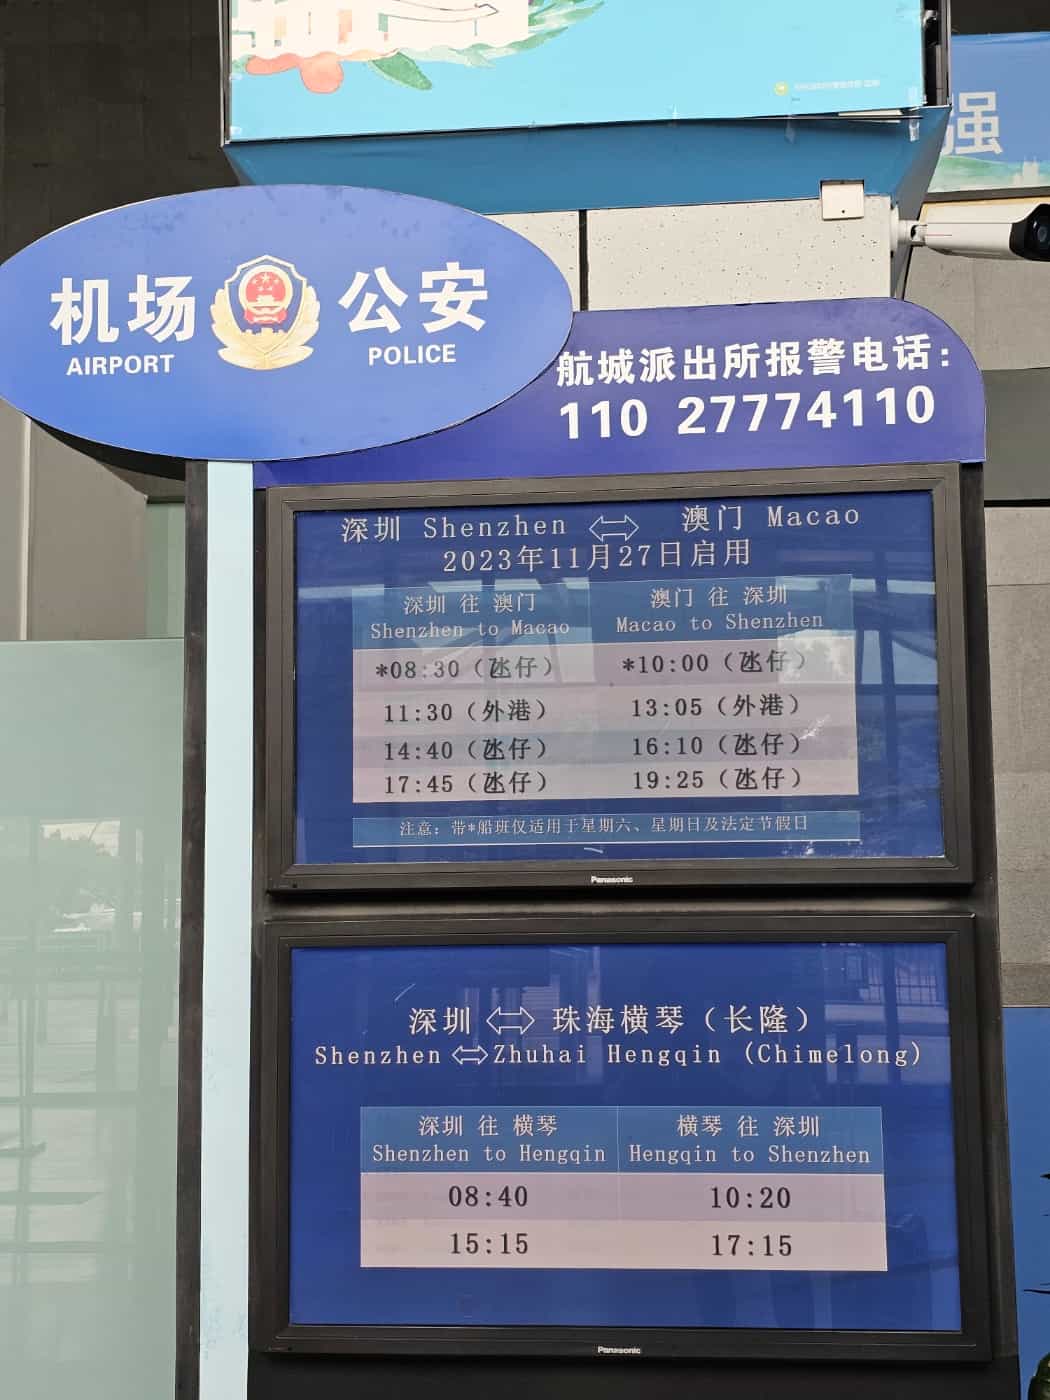 强
机场 公安
AIRPORT POLICE
航城派出所报警电话:
110 27774110
深圳 Shenzhen ⇔ 澳门 Macao
2023年11月27日启用
深圳 往 澳门 澳门 往 深圳
Shenzhen to Macao Macao to Shenzhen
*08:30（氹仔） *10:00（氹仔）
11:30（外港） 13:05（外港）
14:40（氹仔） 16:10（氹仔）
17:45（氹仔） 19:25（氹仔）
注意：带*船班仅适用于星期六、星期日及法定节假日
Panasonic
深圳 ⇔ 珠海横琴（长隆）
Shenzhen ⇔ Zhuhai Hengqin (Chimelong)
深圳 往 横琴 横琴 往 深圳
Shenzhen to Hengqin Hengqin to Shenzhen
08:40 10:20
15:15 17:15
Panasonic